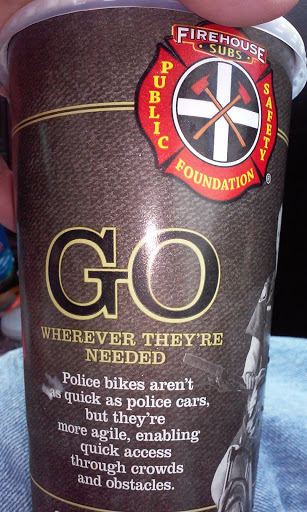 FIREHOUSE
SUBS
PUBLIC
SAFETY
FOUNDATION
®
GO
WHEREVER THEY'RE
NEEDED
Police bikes aren't
as quick as police cars,
but they're
more agile, enabling
quick access
through crowds
and obstacles.